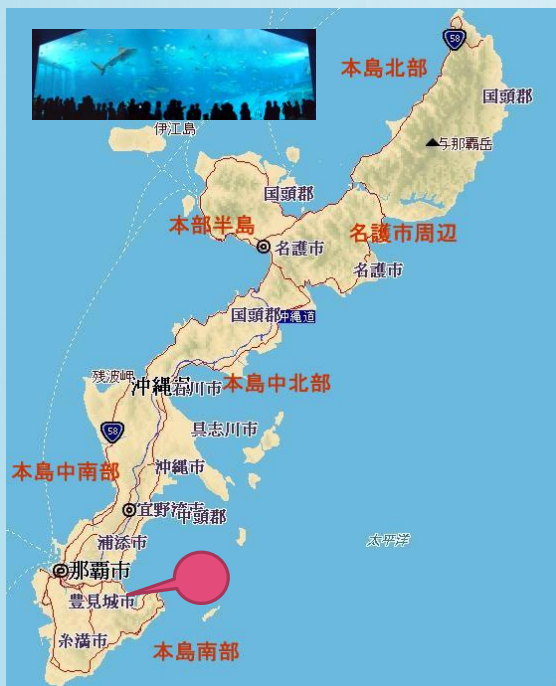 58
本島北部
国頭郡
与那覇岳
伊江島
国頭郡
本部半島
名護市
名護市周辺
名護市
国頭郡
沖縄道
残波岬
石川市
本島中北部
58
具志川市
本島中南部
沖縄市
宜野湾市
中頭郡
浦添市
太平洋
那覇市
豊見城市
糸満市
本島南部